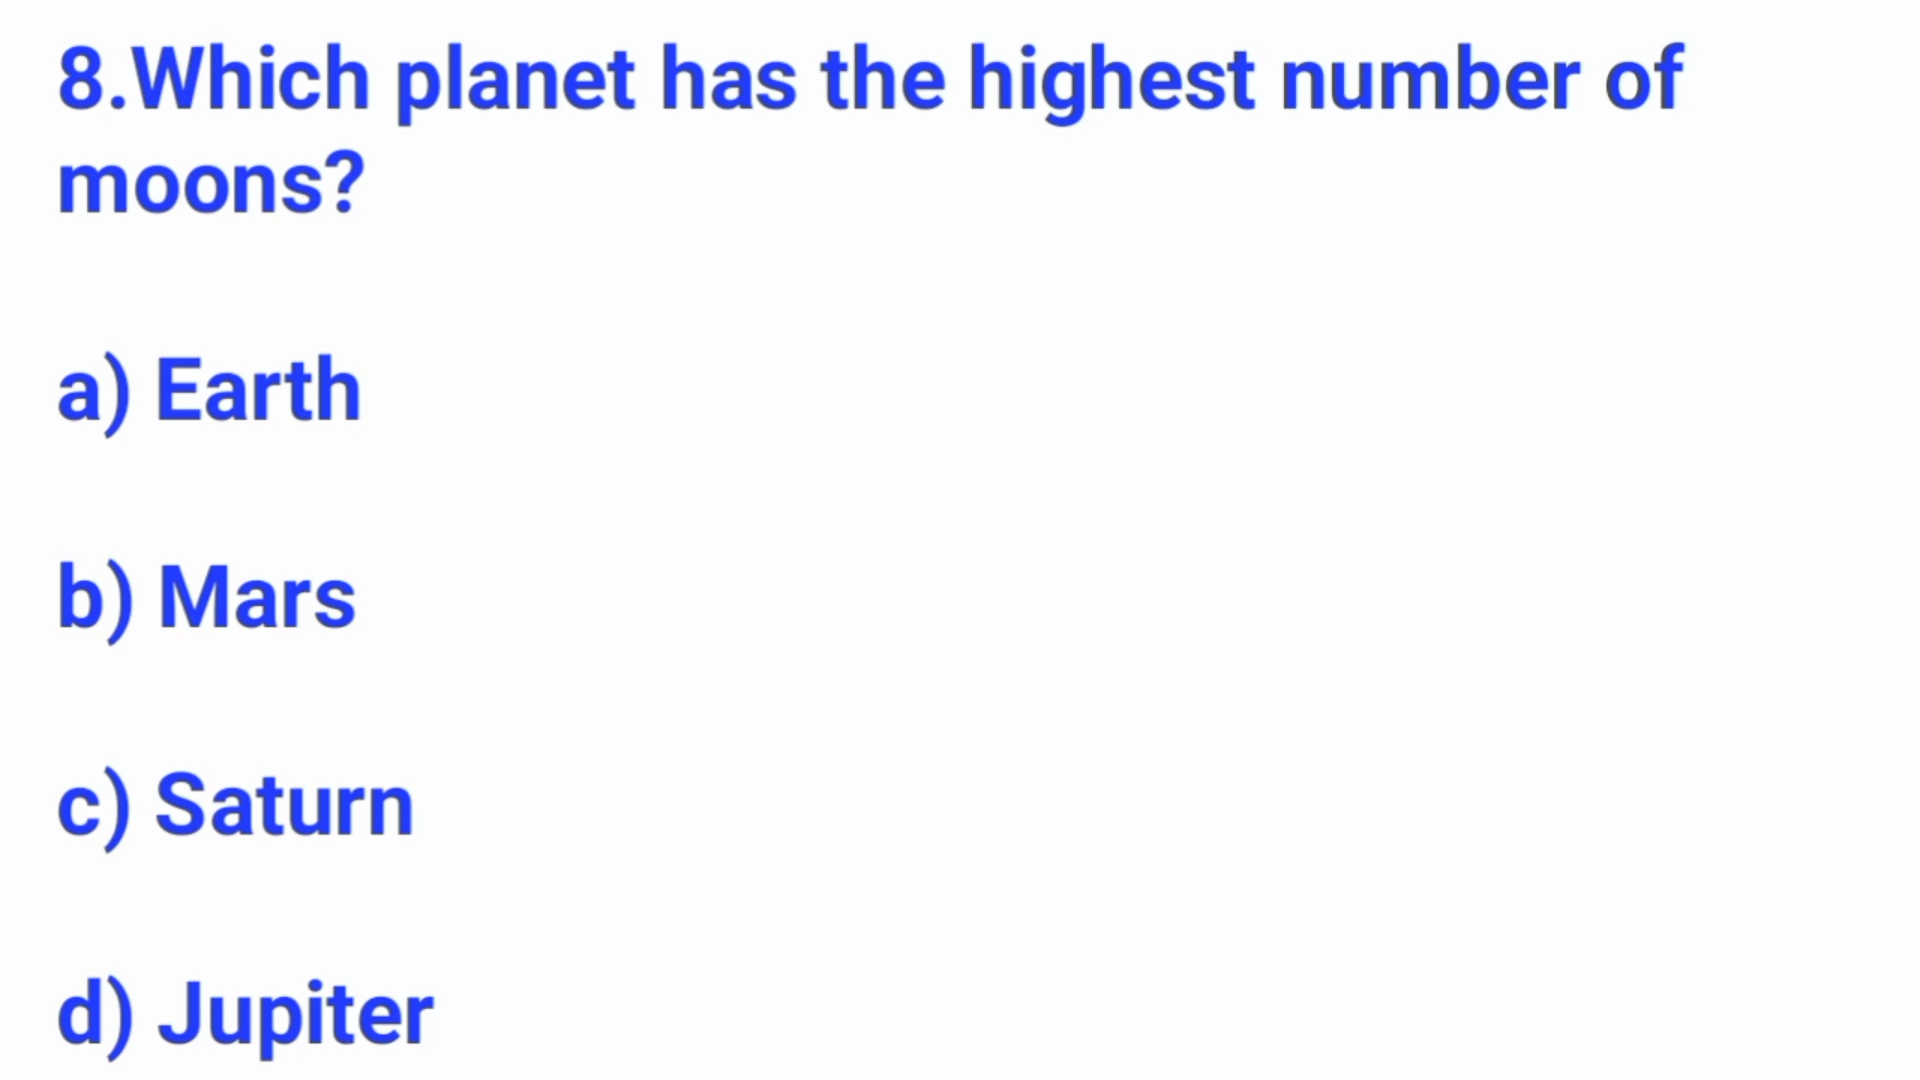 8.Which planet has the highest number of
moons?
a) Earth
b) Mars
c) Saturn
d) Jupiter